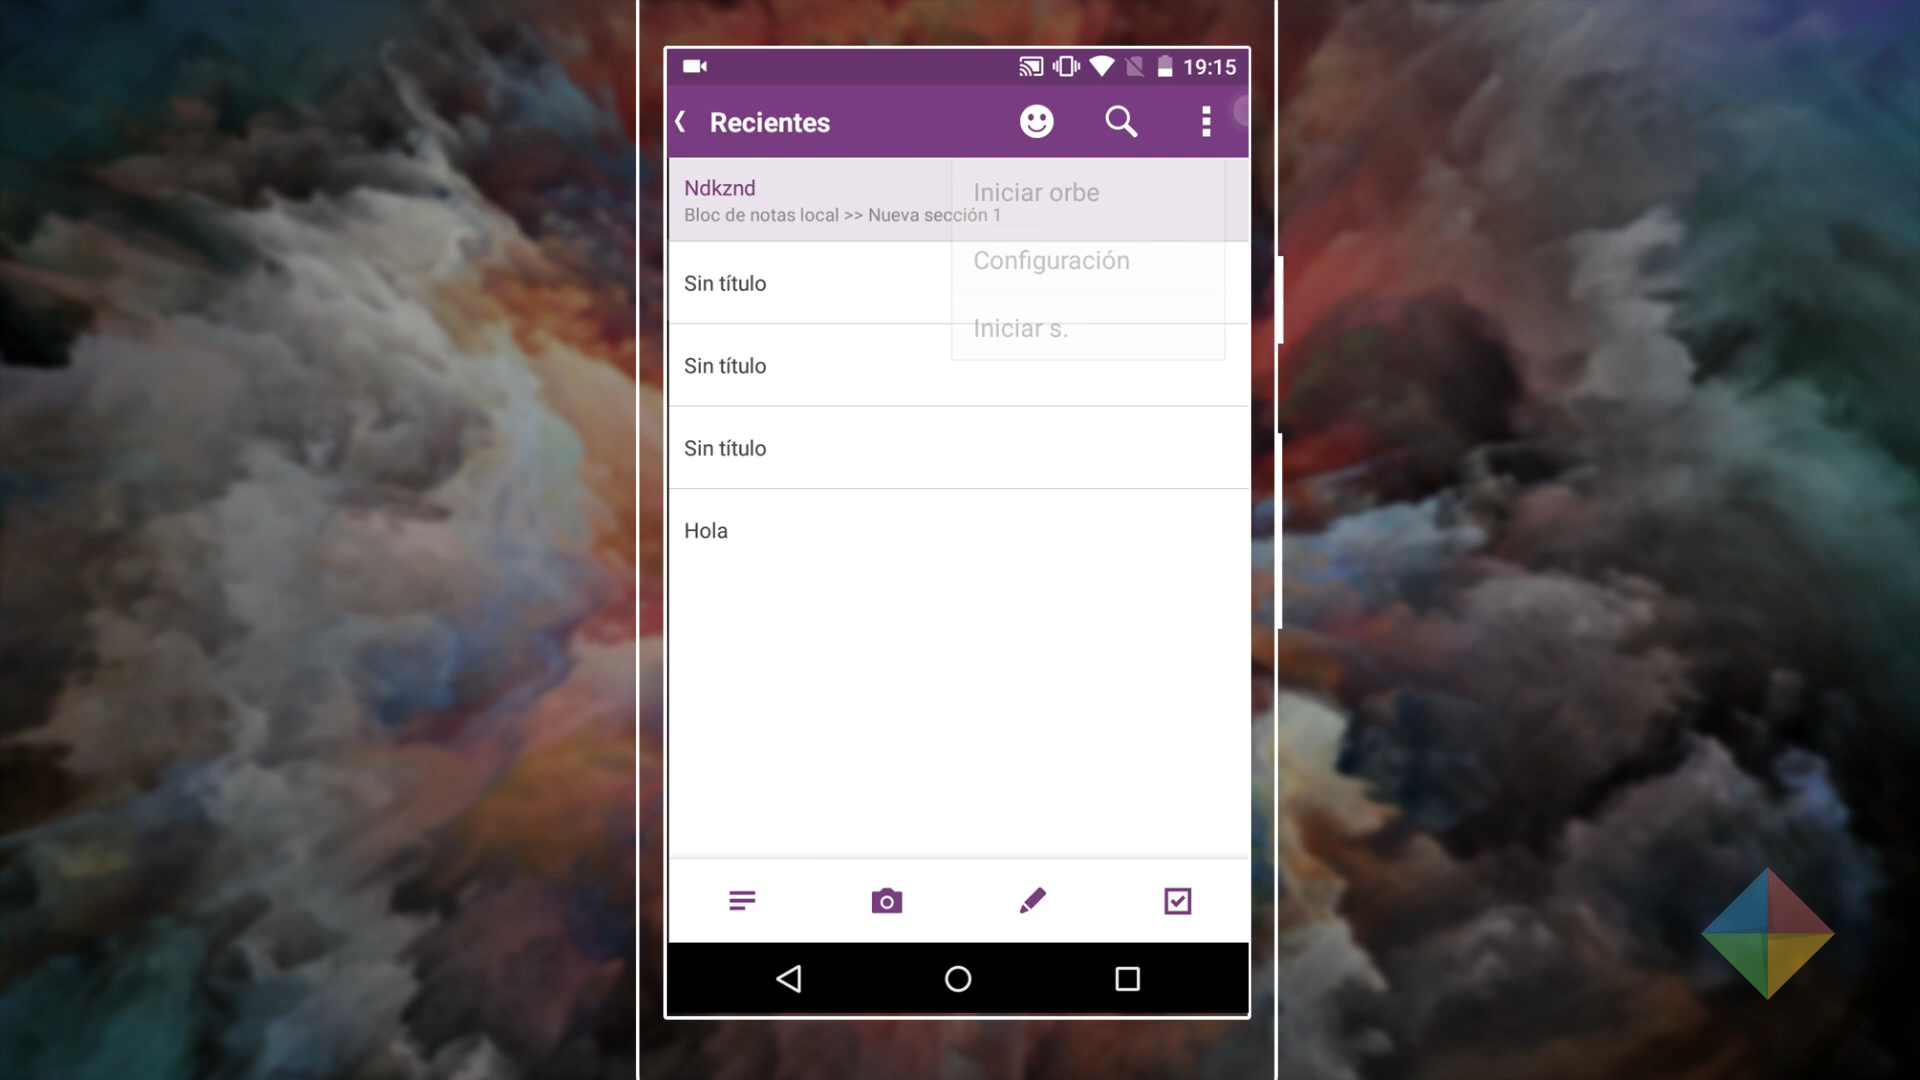 19:15
Recientes
Ndkznd
Bloc de notas local >> Nueva sección 1
Iniciar orbe
Sin título
Configuración
Iniciar s.
Sin título
Sin título
Hola